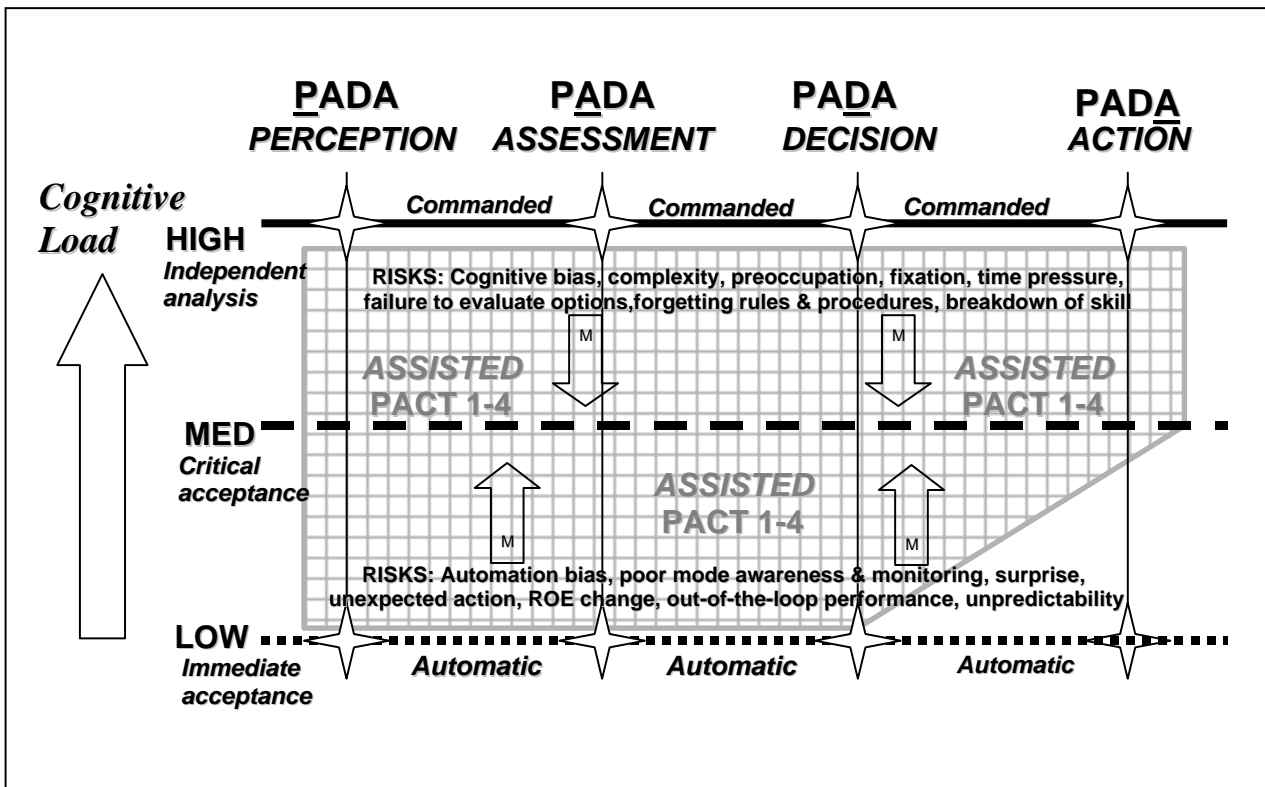 PADA PADA PADA PADA
PERCEPTION ASSESSMENT DECISION ACTION
Cognitive
Load
Commanded Commanded Commanded
HIGH
Independent
analysis
RISKS: Cognitive bias, complexity, preoccupation, fixation, time pressure,
failure to evaluate options,forgetting rules & procedures, breakdown of skill
M M
ASSISTED ASSISTED
PACT 1-4 PACT 1-4
MED
Critical
acceptance
ASSISTED
PACT 1-4
M M
RISKS: Automation bias, poor mode awareness & monitoring, surprise,
unexpected action, ROE change, out-of-the-loop performance, unpredictability
LOW
Immediate
acceptance
Automatic Automatic Automatic